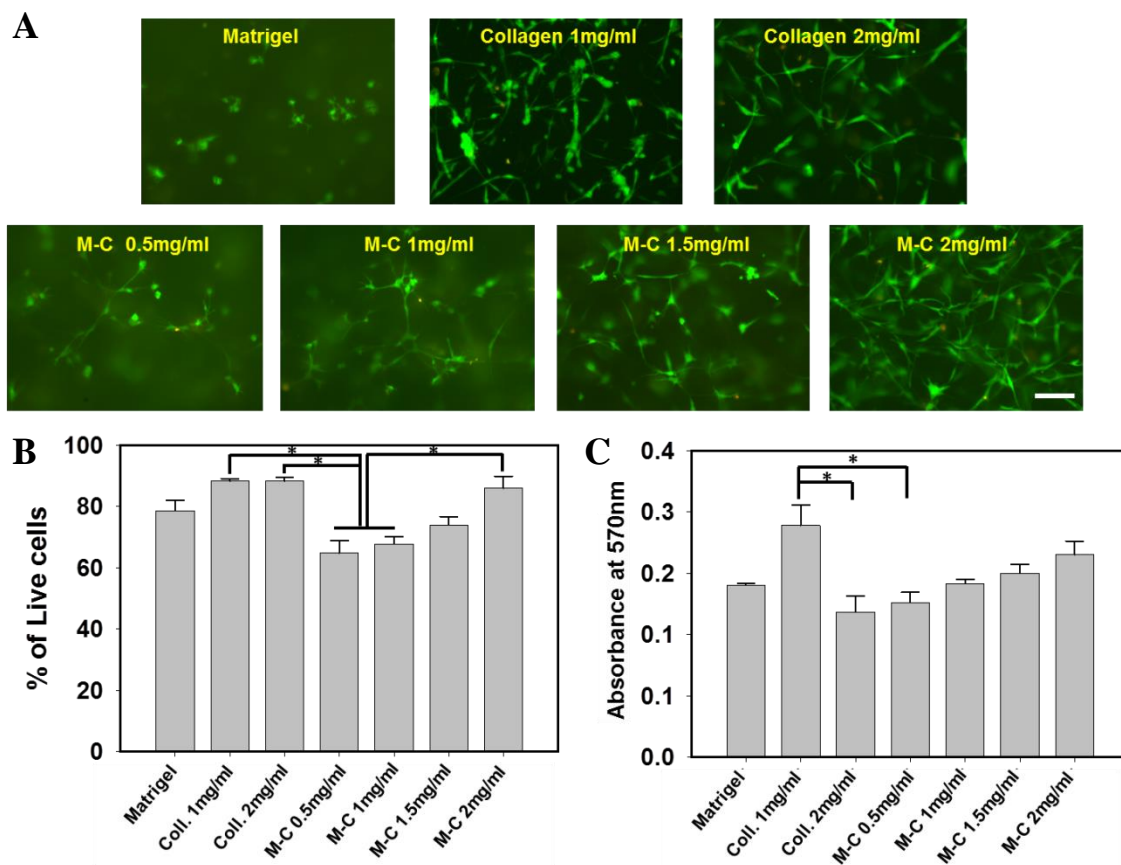 A
Matrigel
Collagen 1mg/ml
Collagen 2mg/ml
M-C 0.5mg/ml
M-C 1mg/ml
M-C 1.5mg/ml
M-C 2mg/ml
B
% of Live cells
100
80
60
40
20
0
*
*
*
Matrigel
Coll. 1mg/ml
Coll. 2mg/ml
M-C 0.5mg/ml
M-C 1mg/ml
M-C 1.5mg/ml
M-C 2mg/ml
C
Absorbance at 570nm
0.4
0.3
0.2
0.1
0.1
0.0
*
*
Matrigel
Coll. 1mg/ml
Coll. 2mg/ml
M-C 0.5mg/ml
M-C 1mg/ml
M-C 1.5mg/ml
M-C 2mg/ml